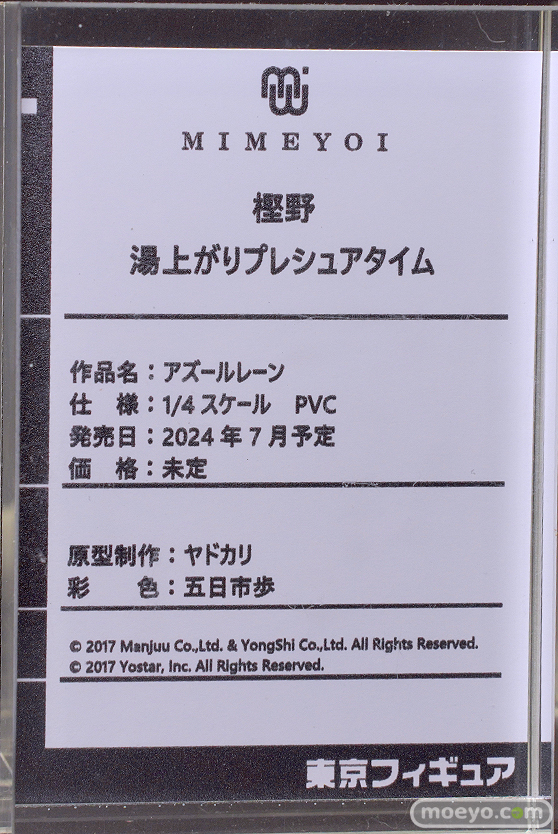 MIMEYOI
樫野
湯上がりプレシュアタイム
作品名：アズールレーン
仕　様：1/4 スケール　PVC
発売日：2024 年 7 月予定
価　格：未定
原型制作：ヤドカリ
彩　　色：五日市歩
© 2017 Manjuu Co.,Ltd. & YongShi Co.,Ltd. All Rights Reserved.
© 2017 Yostar, Inc. All Rights Reserved.
東京フィギュア
moeyo.com